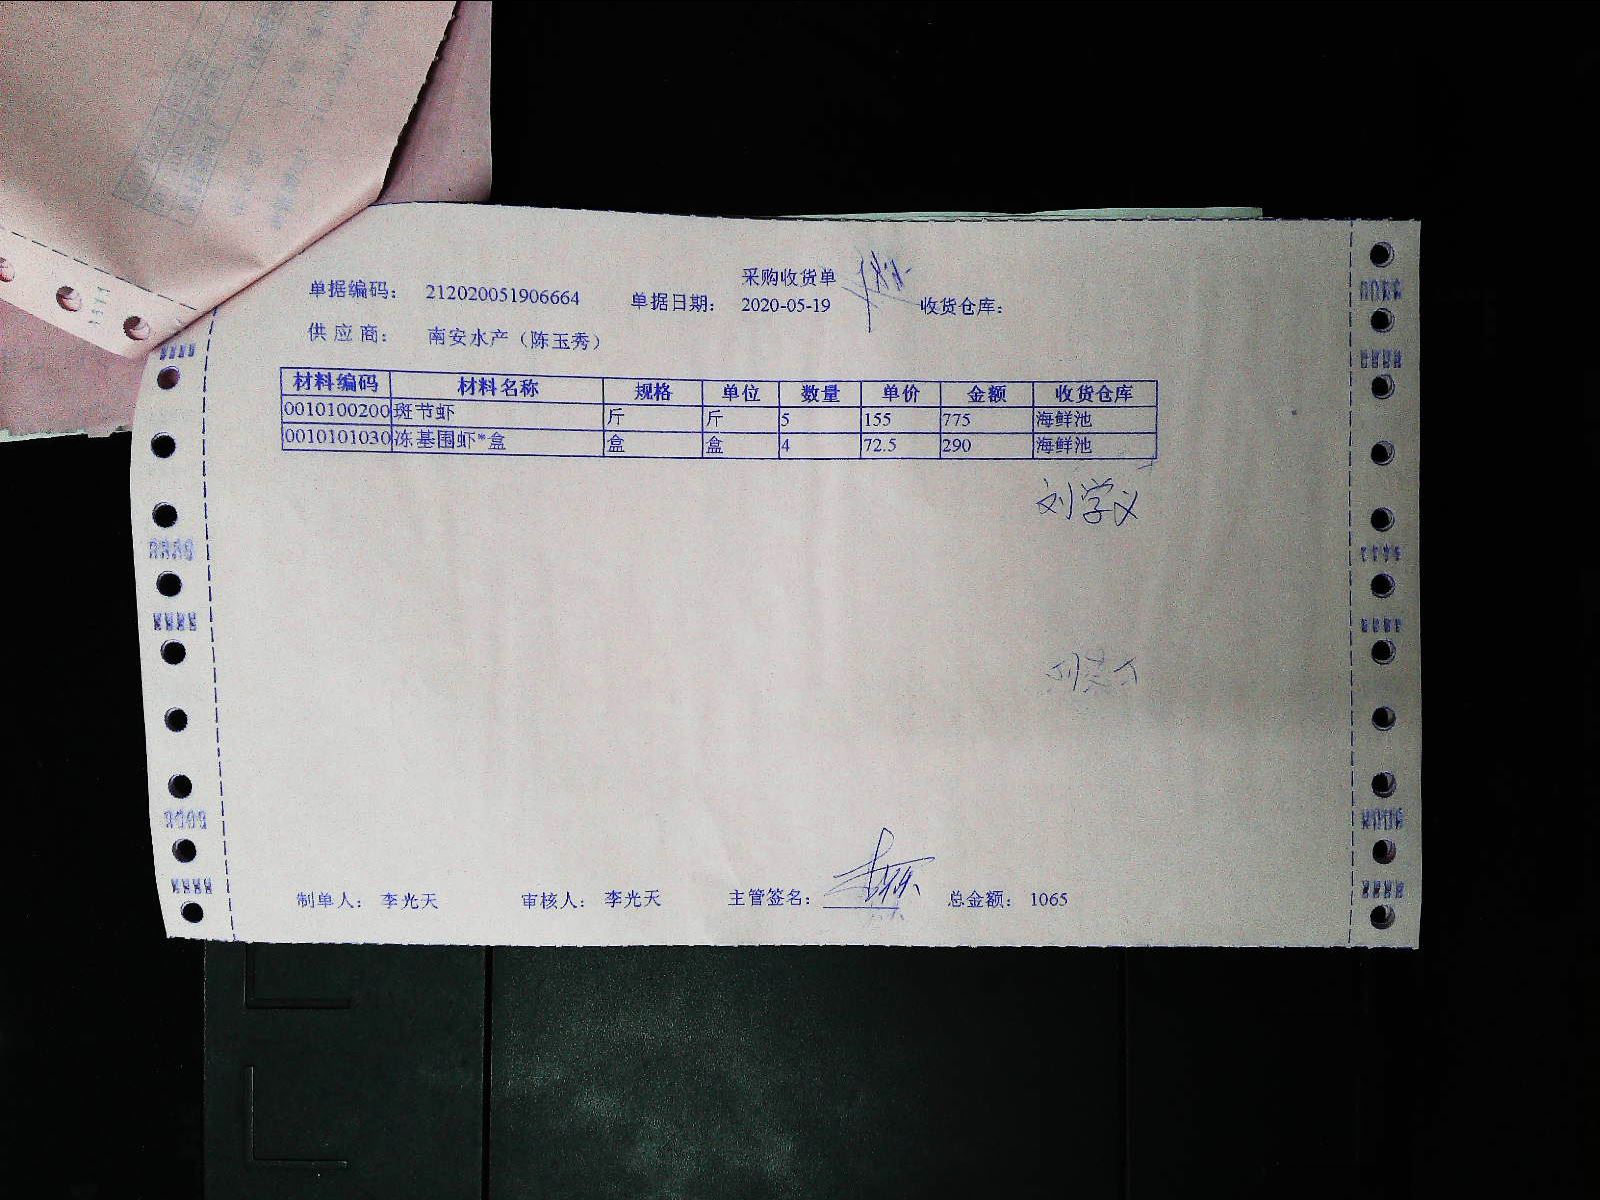 采购收货单
单据编码： 212020051906664 单据日期： 2020-05-19 收货仓库：
供应商： 南安水产（陈玉秀）
材料编码 材料名称 规格 单位 数量 单价 金额 收货仓库
0010100200 斑节虾 斤 斤 5 155 775 海鲜池
0010101030 冻基围虾*盒 盒 盒 4 72.5 290 海鲜池
刘学义
制单人： 李光天 审核人： 李光天 主管签名： 总金额： 1065